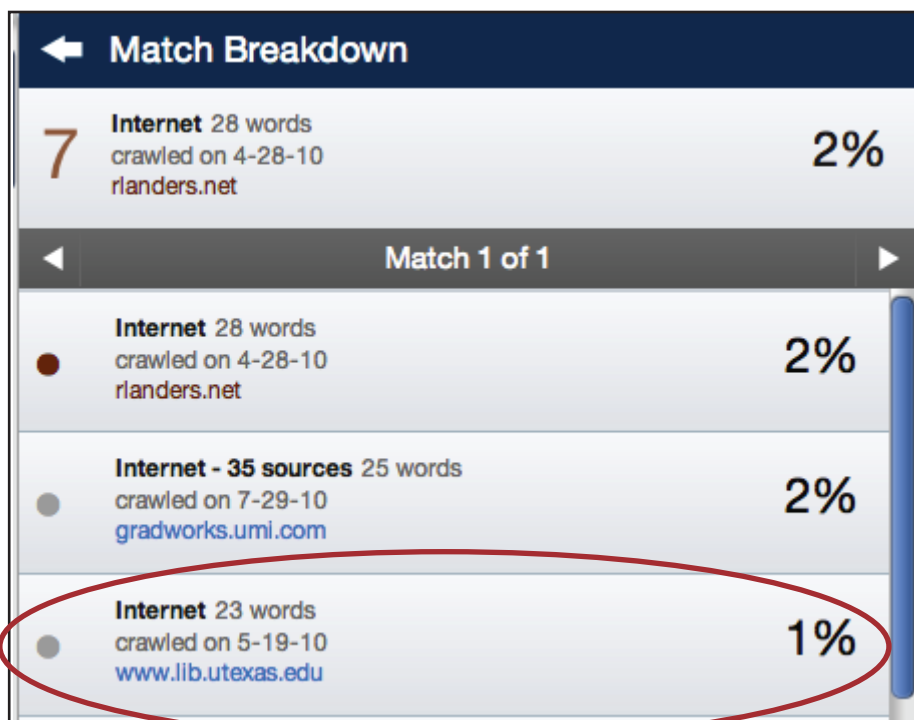 Match Breakdown
7
Internet 28 words
crawled on 4-28-10
rlanders.net
2%
Match 1 of 1
Internet 28 words
crawled on 4-28-10
rlanders.net
2%
Internet - 35 sources 25 words
crawled on 7-29-10
gradworks.umi.com
2%
Internet 23 words
crawled on 5-19-10
www.lib.utexas.edu
1%